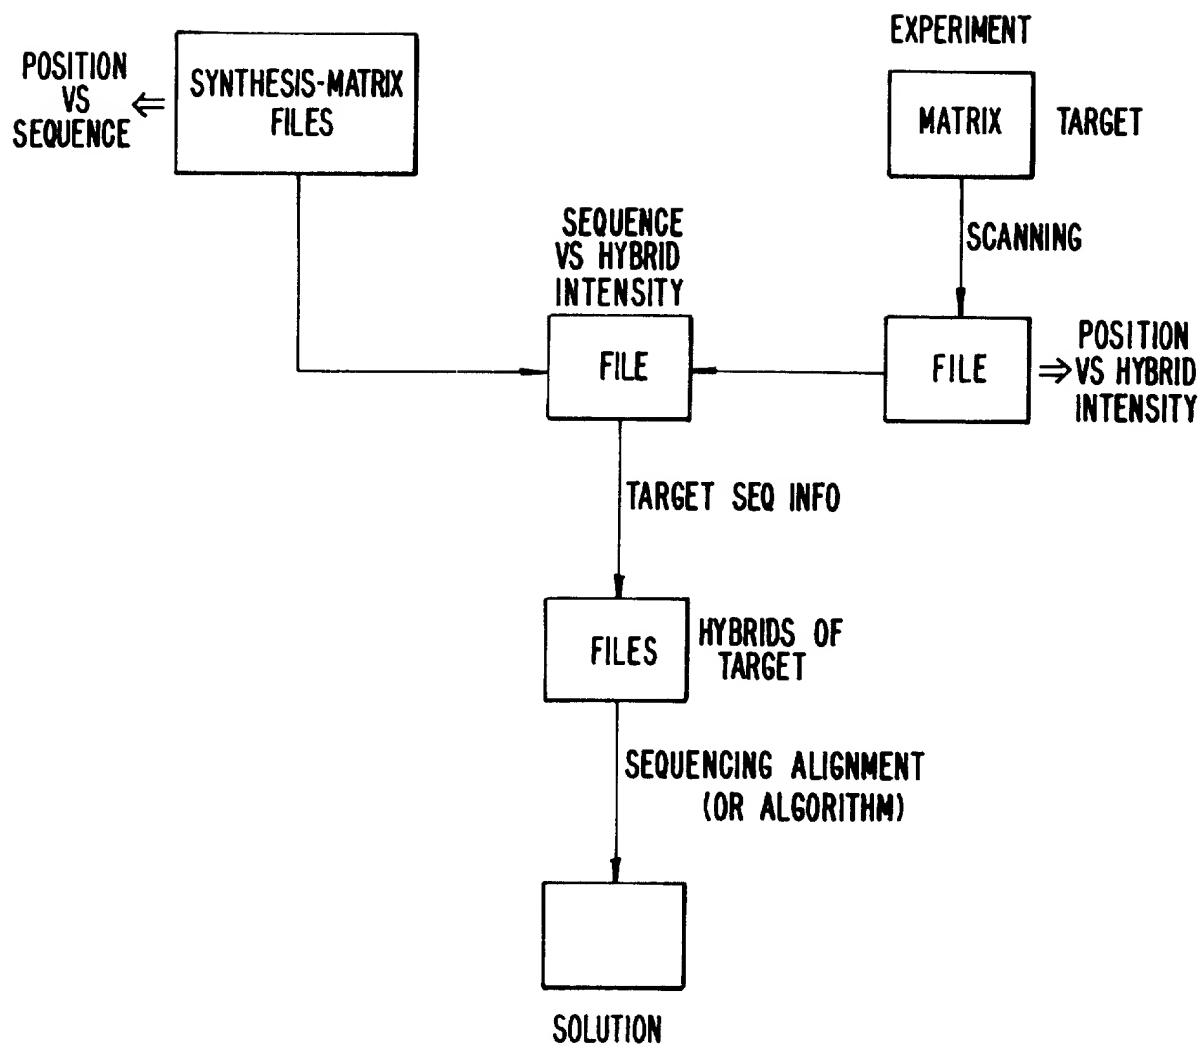 EXPERIMENT
POSITION
VS
SEQUENCE
SYNTHESIS-MATRIX
FILES
MATRIX
TARGET
SCANNING
SEQUENCE
VS HYBRID
INTENSITY
FILE
FILE
POSITION
VS HYBRID
INTENSITY
TARGET SEQ INFO
FILES
HYBRIDS OF
TARGET
SEQUENCING ALIGNMENT
(OR ALGORITHM)
SOLUTION